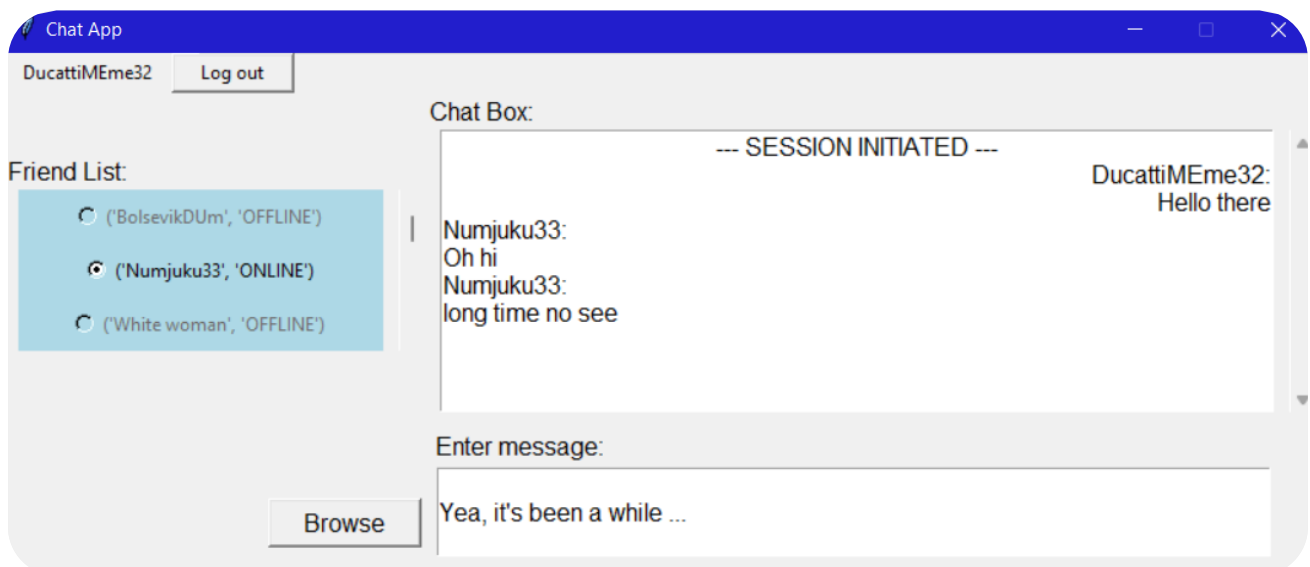 Chat App
DucattiMEme32 Log out
Chat Box:
--- SESSION INITIATED ---
DucattiMEme32:
Hello there
Numjuku33:
Oh hi
Numjuku33:
long time no see
Friend List:
('BolsevikDUm', 'OFFLINE')
('Numjuku33', 'ONLINE')
('White woman', 'OFFLINE')
Enter message:
Yea, it's been a while ...
Browse